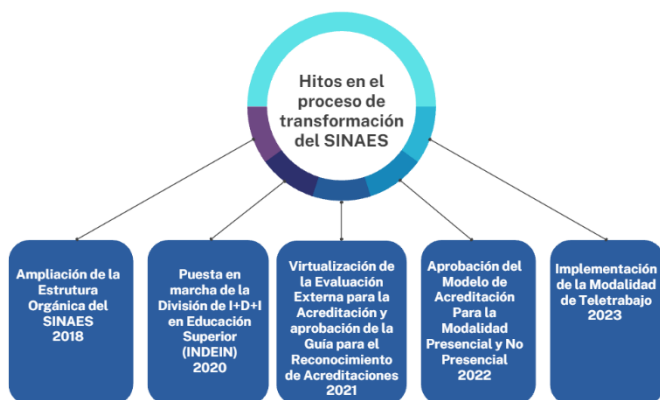 Hitos en el
proceso de
transformación
del SINAES
Ampliación de la
Estrutura
Orgánica del
SINAES
2018
Puesta en
marcha de la
División de I+D+I
en Educación
Superior
(INDEIN)
2020
Virtualización de
la Evaluación
Externa para la
Acreditación y
aprobación de la
Guía para el
Reconocimiento
de Acreditaciones
2021
Aprobación del
Modelo de
Acreditación
Para la
Modalidad
Presencial y No
Presencial
2022
Implementación
de la Modalidad
de Teletrabajo
2023